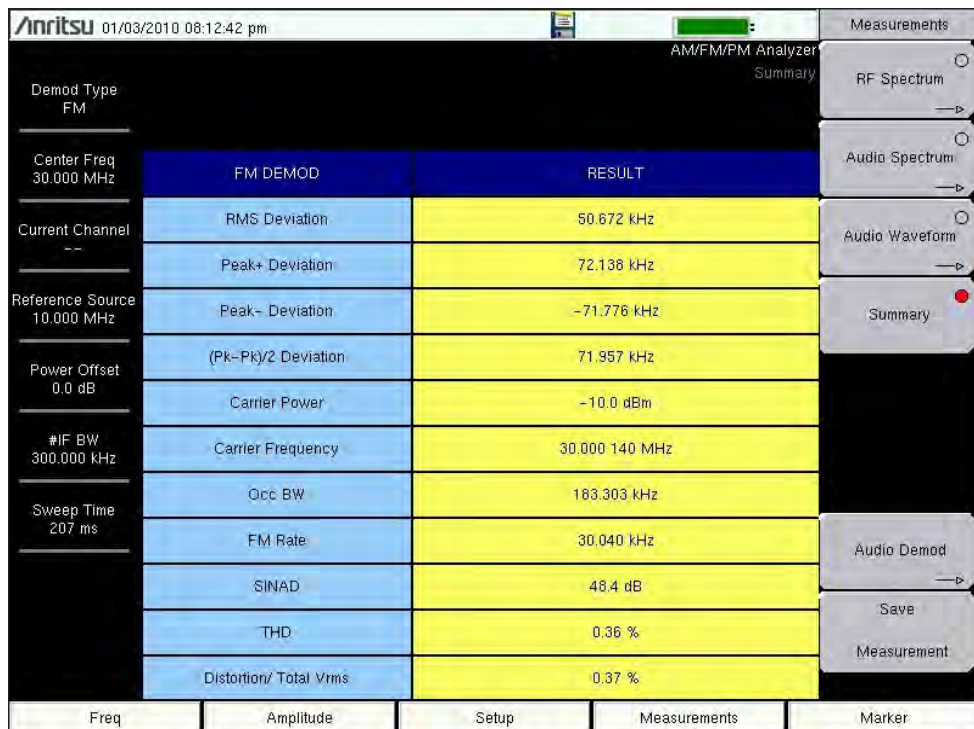 Anritsu 01/03/2010 08:12:42 pm
AM/FM/PM Analyzer
Summary
Demod Type
FM
Center Freq
30.000 MHz
Current Channel
--
Reference Source
10.000 MHz
Power Offset
0.0 dB
#IF BW
300.000 kHz
Sweep Time
207 ms
FM DEMOD RESULT
RMS Deviation 50.672 kHz
Peak+ Deviation 72.138 kHz
Peak- Deviation -71.776 kHz
(Pk-Pk)/2 Deviation 71.957 kHz
Carrier Power -10.0 dBm
Carrier Frequency 30.000 140 MHz
Occ BW 183.303 kHz
FM Rate 30.040 kHz
SINAD 48.4 dB
THD 0.36 %
Distortion/ Total Vrms 0.37 %
Measurements
RF Spectrum
Audio Spectrum
Audio Waveform
Summary
Audio Demod
Save
Measurement
Freq Amplitude Setup Measurements Marker